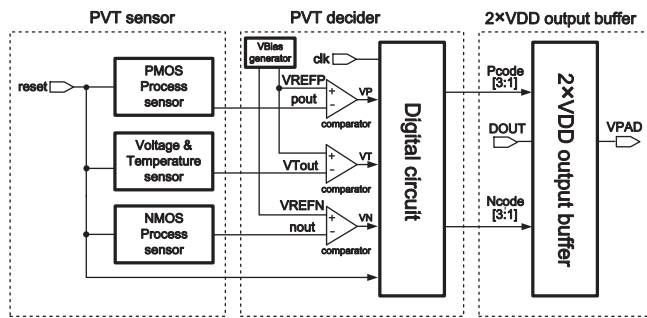 PVT sensor
PVT decider
2×VDD output buffer
reset
PMOS
Process
sensor
Voltage &
Temperature
sensor
NMOS
Process
sensor
VBias
generator
clk
VREFP
pout
VP
comparator
VTout
VT
comparator
VREFN
nout
VN
comparator
Digital circuit
Pcode
[3:1]
DOUT
Ncode
[3:1]
2×VDD output buffer
VPAD
+
−
+
−
+
−